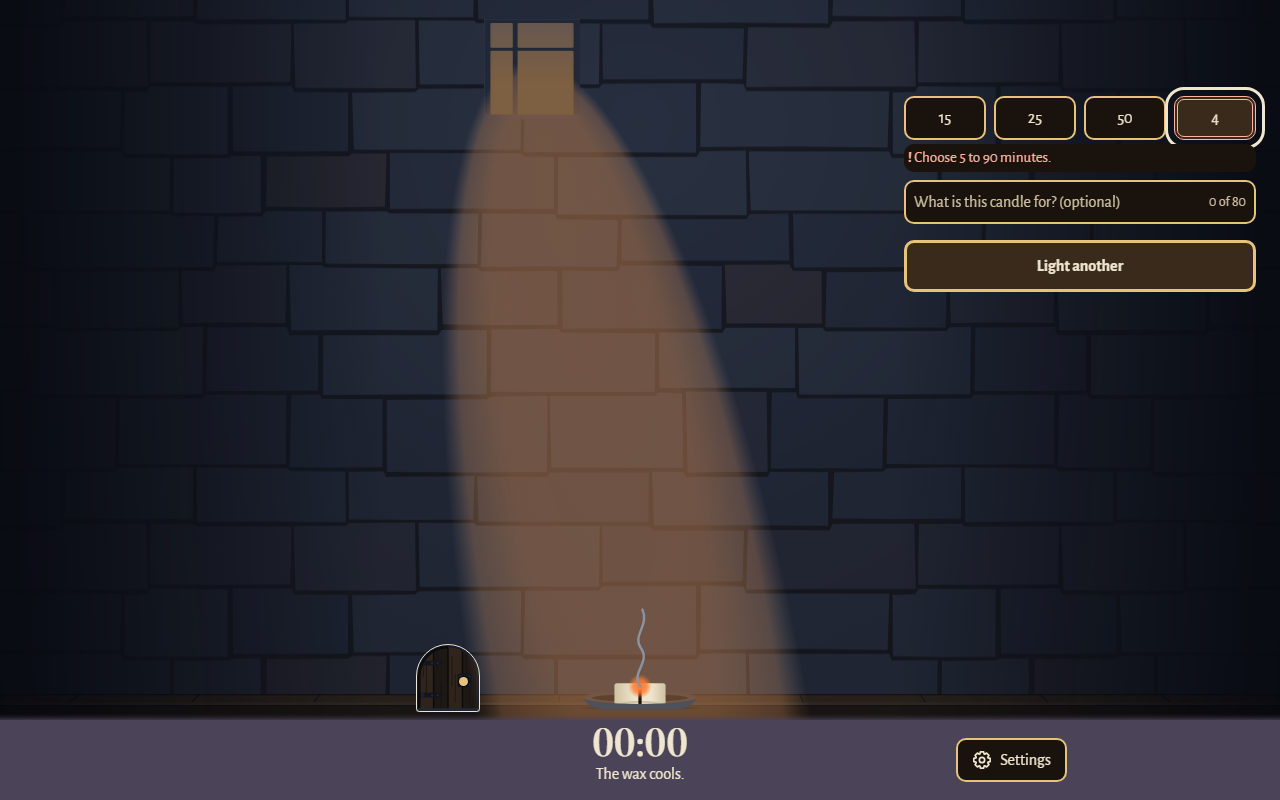 15 25 50 4
! Choose 5 to 90 minutes.
What is this candle for? (optional) 0 of 80
Light another
00:00
The wax cools.
Settings